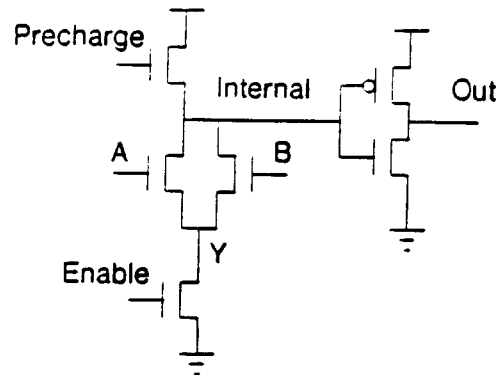 Precharge
Internal
Out
A
B
Y
Enable